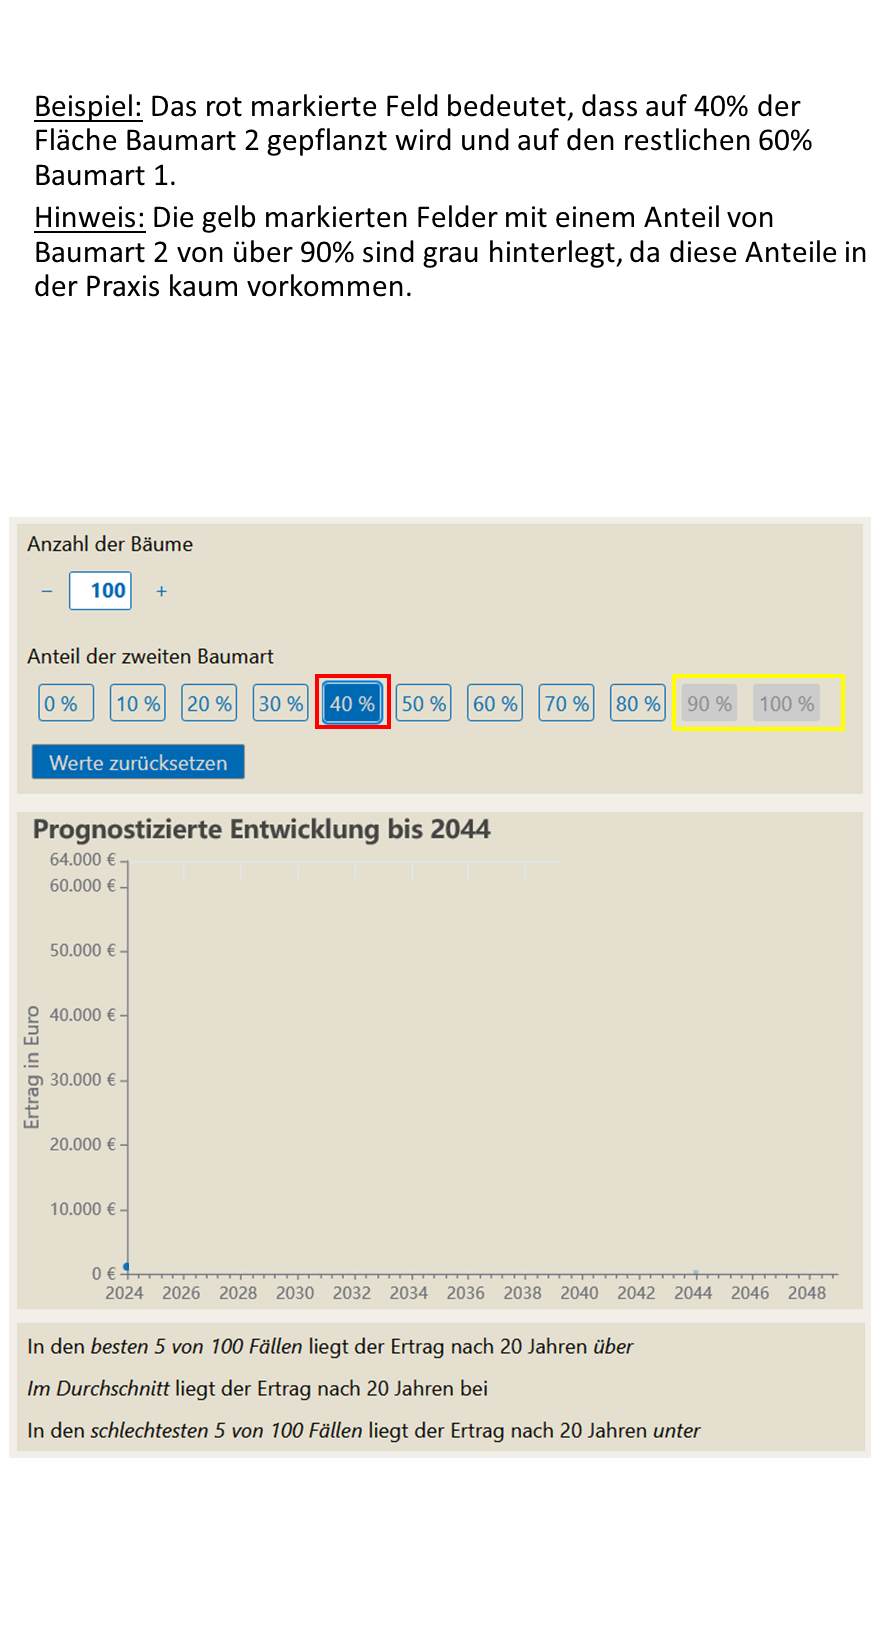 Beispiel: Das rot markierte Feld bedeutet, dass auf 40% der
Fläche Baumart 2 gepflanzt wird und auf den restlichen 60%
Baumart 1.
Hinweis: Die gelb markierten Felder mit einem Anteil von
Baumart 2 von über 90% sind grau hinterlegt, da diese Anteile in
der Praxis kaum vorkommen.
Anzahl der Bäume
− 100 +
Anteil der zweiten Baumart
0 % 10 % 20 % 30 % 40 % 50 % 60 % 70 % 80 % 90 % 100 %
Werte zurücksetzen
Prognostizierte Entwicklung bis 2044
64.000 €
60.000 €
50.000 €
40.000 €
30.000 €
20.000 €
10.000 €
0 €
Ertrag in Euro
2024 2026 2028 2030 2032 2034 2036 2038 2040 2042 2044 2046 2048
In den besten 5 von 100 Fällen liegt der Ertrag nach 20 Jahren über
Im Durchschnitt liegt der Ertrag nach 20 Jahren bei
In den schlechtesten 5 von 100 Fällen liegt der Ertrag nach 20 Jahren unter